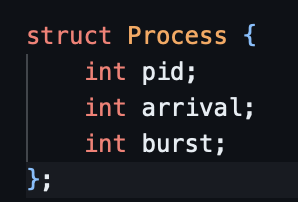 struct Process {
    int pid;
    int arrival;
    int burst;
};